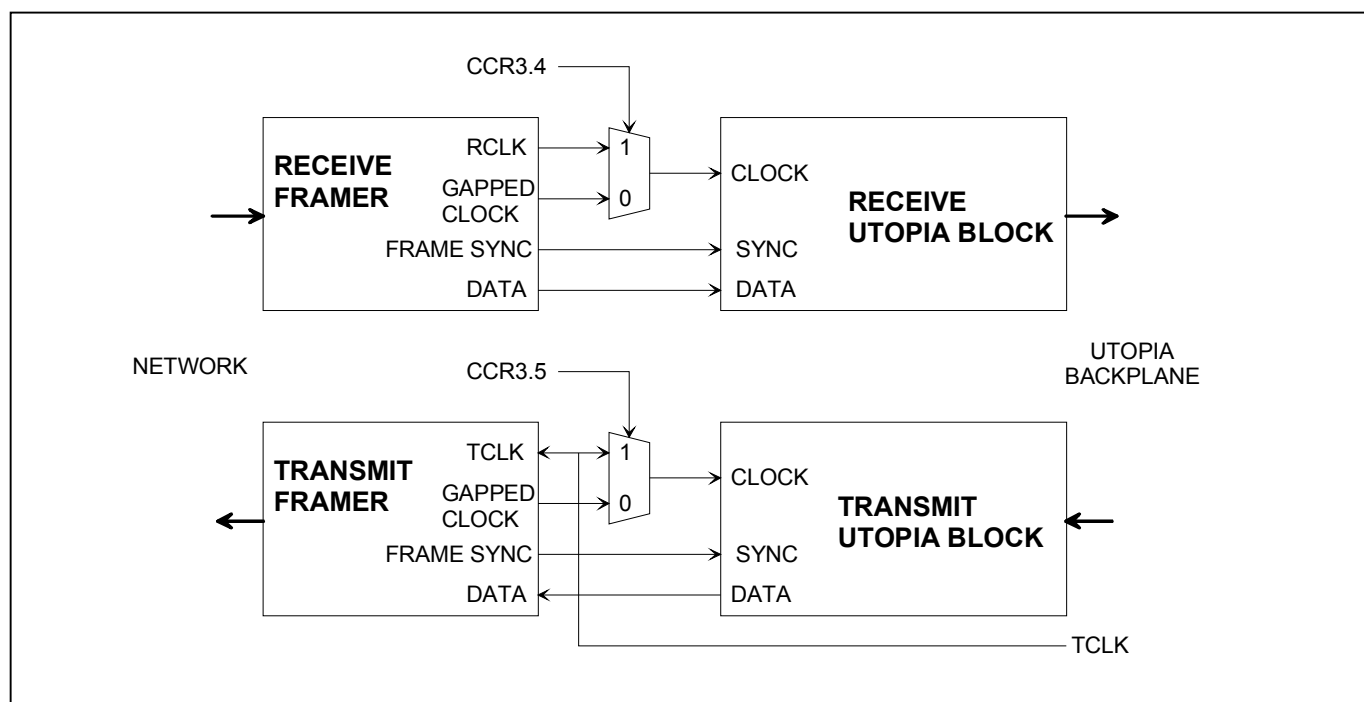 CCR3.4
RECEIVE
FRAMER
RCLK
GAPPED
CLOCK
FRAME SYNC
DATA
1
0
CLOCK
SYNC
DATA
RECEIVE
UTOPIA BLOCK
NETWORK
UTOPIA
BACKPLANE
CCR3.5
TRANSMIT
FRAMER
TCLK
GAPPED
CLOCK
FRAME SYNC
DATA
1
0
CLOCK
SYNC
DATA
TRANSMIT
UTOPIA BLOCK
TCLK